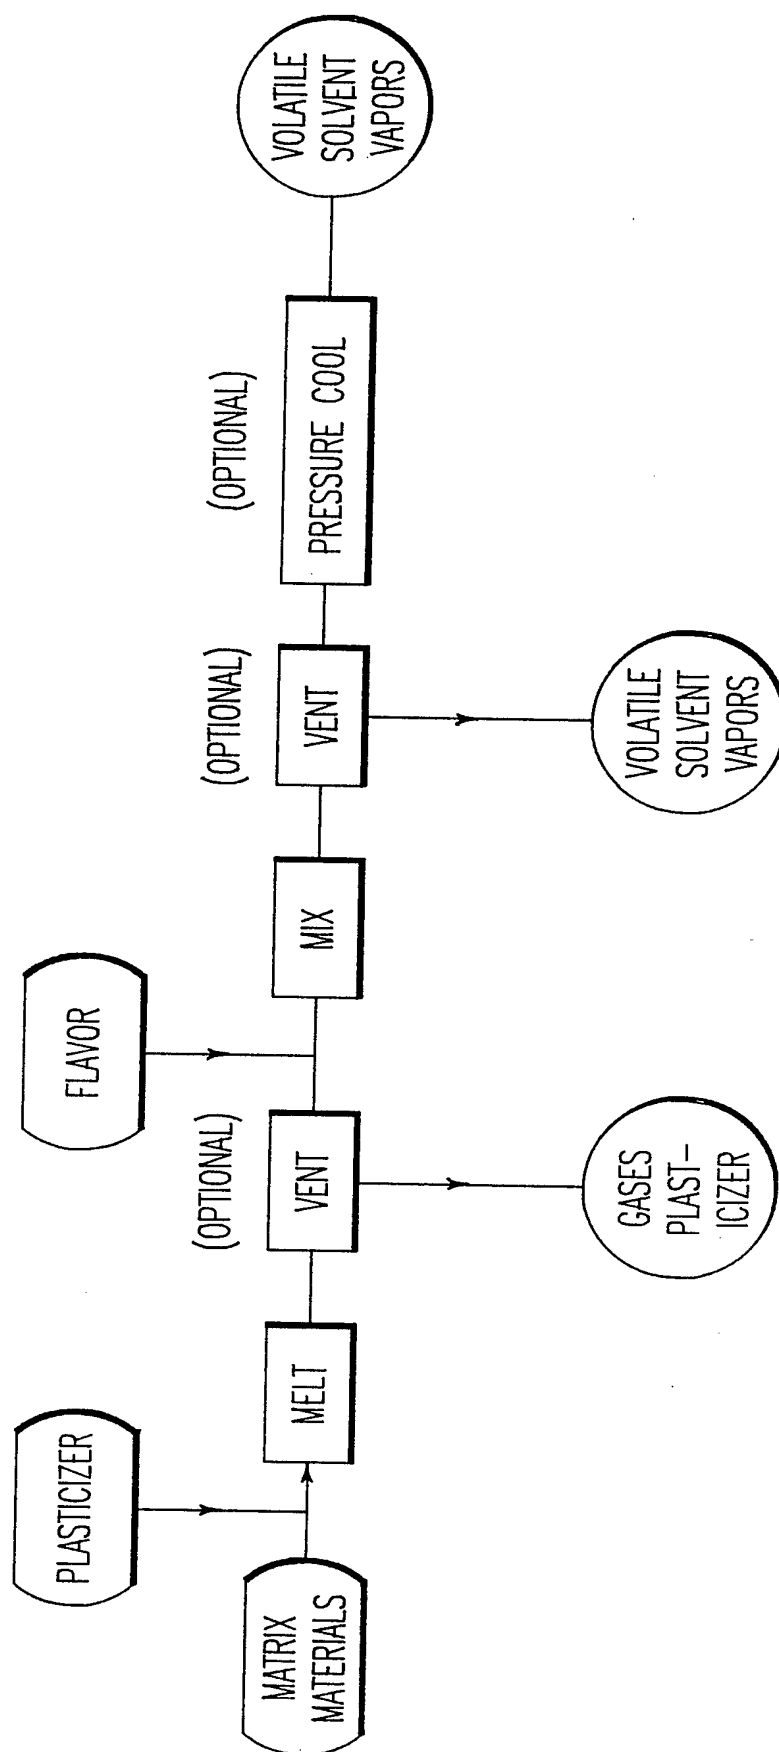 PLASTICIZER
MATRIX
MATERIALS
MELT
(OPTIONAL)
VENT
GASES
PLAST-
ICIZER
FLAVOR
MIX
(OPTIONAL)
VENT
VOLATILE
SOLVENT
VAPORS
(OPTIONAL)
PRESSURE COOL
VOLATILE
SOLVENT
VAPORS